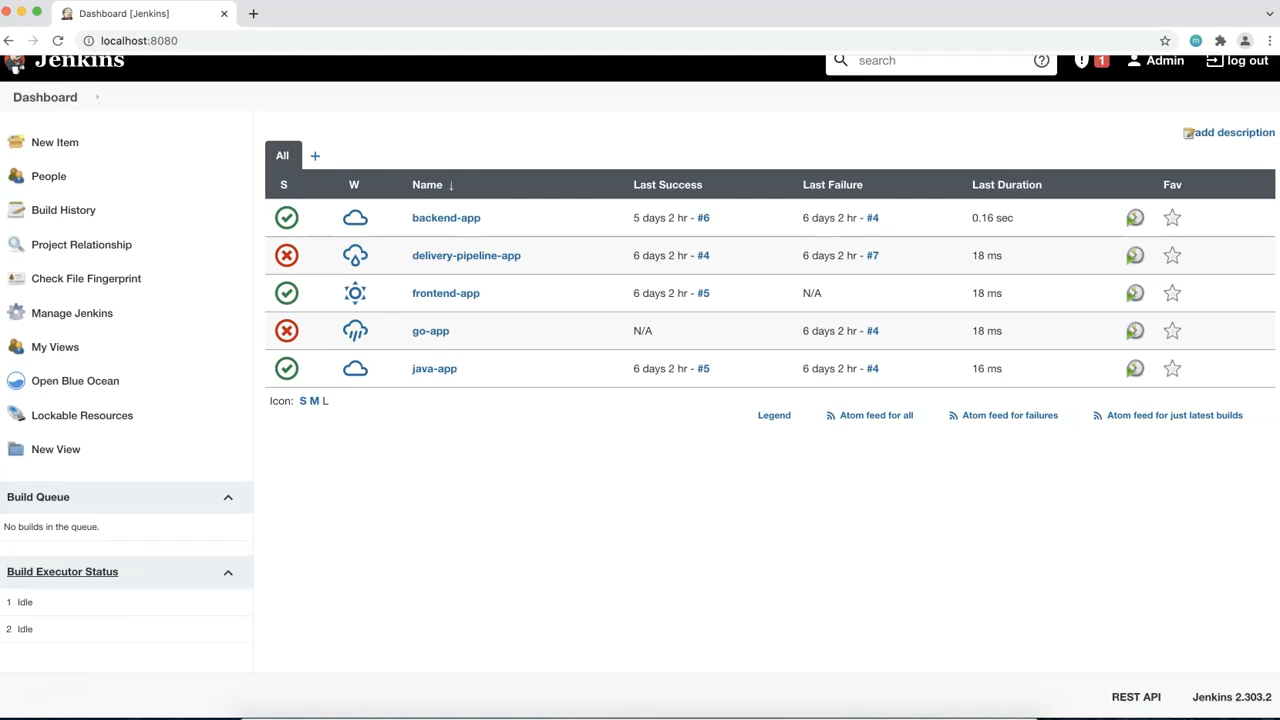 Dashboard [Jenkins]
localhost:8080
m
Jenkins
search
1
Admin
log out
Dashboard
New Item
People
Build History
Project Relationship
Check File Fingerprint
Manage Jenkins
My Views
Open Blue Ocean
Lockable Resources
New View
Build Queue
No builds in the queue.
Build Executor Status
1 Idle
2 Idle
add description
All +
S W Name ↓ Last Success Last Failure Last Duration Fav
backend-app 5 days 2 hr - #6 6 days 2 hr - #4 0.16 sec
delivery-pipeline-app 6 days 2 hr - #4 6 days 2 hr - #7 18 ms
frontend-app 6 days 2 hr - #5 N/A 18 ms
go-app N/A 6 days 2 hr - #4 18 ms
java-app 6 days 2 hr - #5 6 days 2 hr - #4 16 ms
Icon: S M L
Legend Atom feed for all Atom feed for failures Atom feed for just latest builds
REST API Jenkins 2.303.2